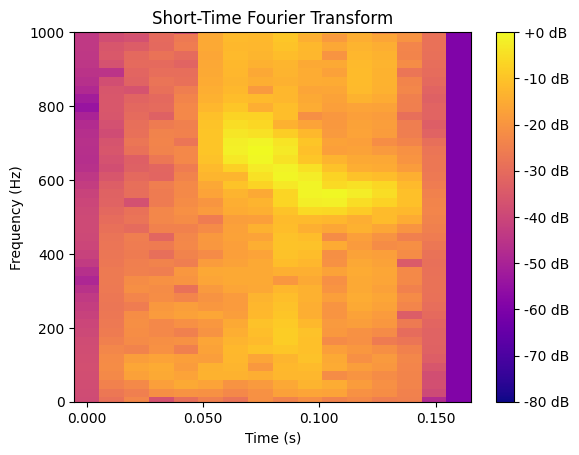 Short-Time Fourier Transform
1000
800
600
400
200
0
Frequency (Hz)
0.000
0.050
0.100
0.150
Time (s)
+0 dB
-10 dB
-20 dB
-30 dB
-40 dB
-50 dB
-60 dB
-70 dB
-80 dB